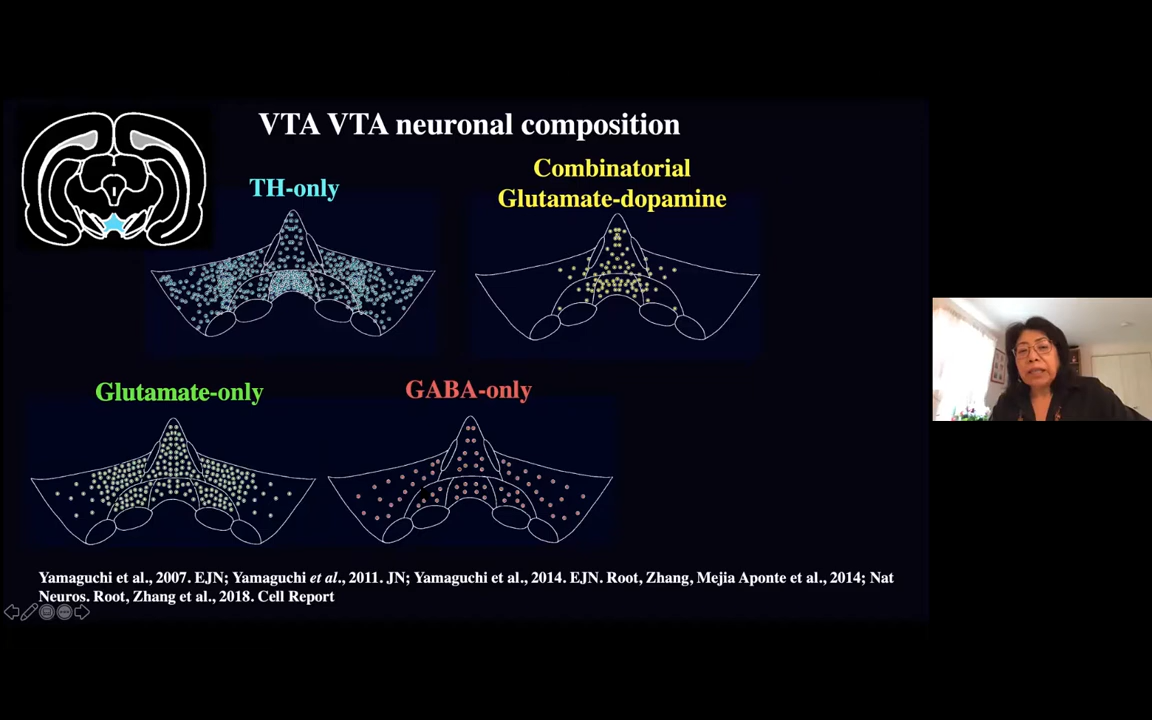 VTA VTA neuronal composition
TH-only
Combinatorial
Glutamate-dopamine
Glutamate-only
GABA-only
Yamaguchi et al., 2007. EJN; Yamaguchi et al., 2011. JN; Yamaguchi et al., 2014. EJN. Root, Zhang, Mejia Aponte et al., 2014; Nat
Neuros. Root, Zhang et al., 2018. Cell Report